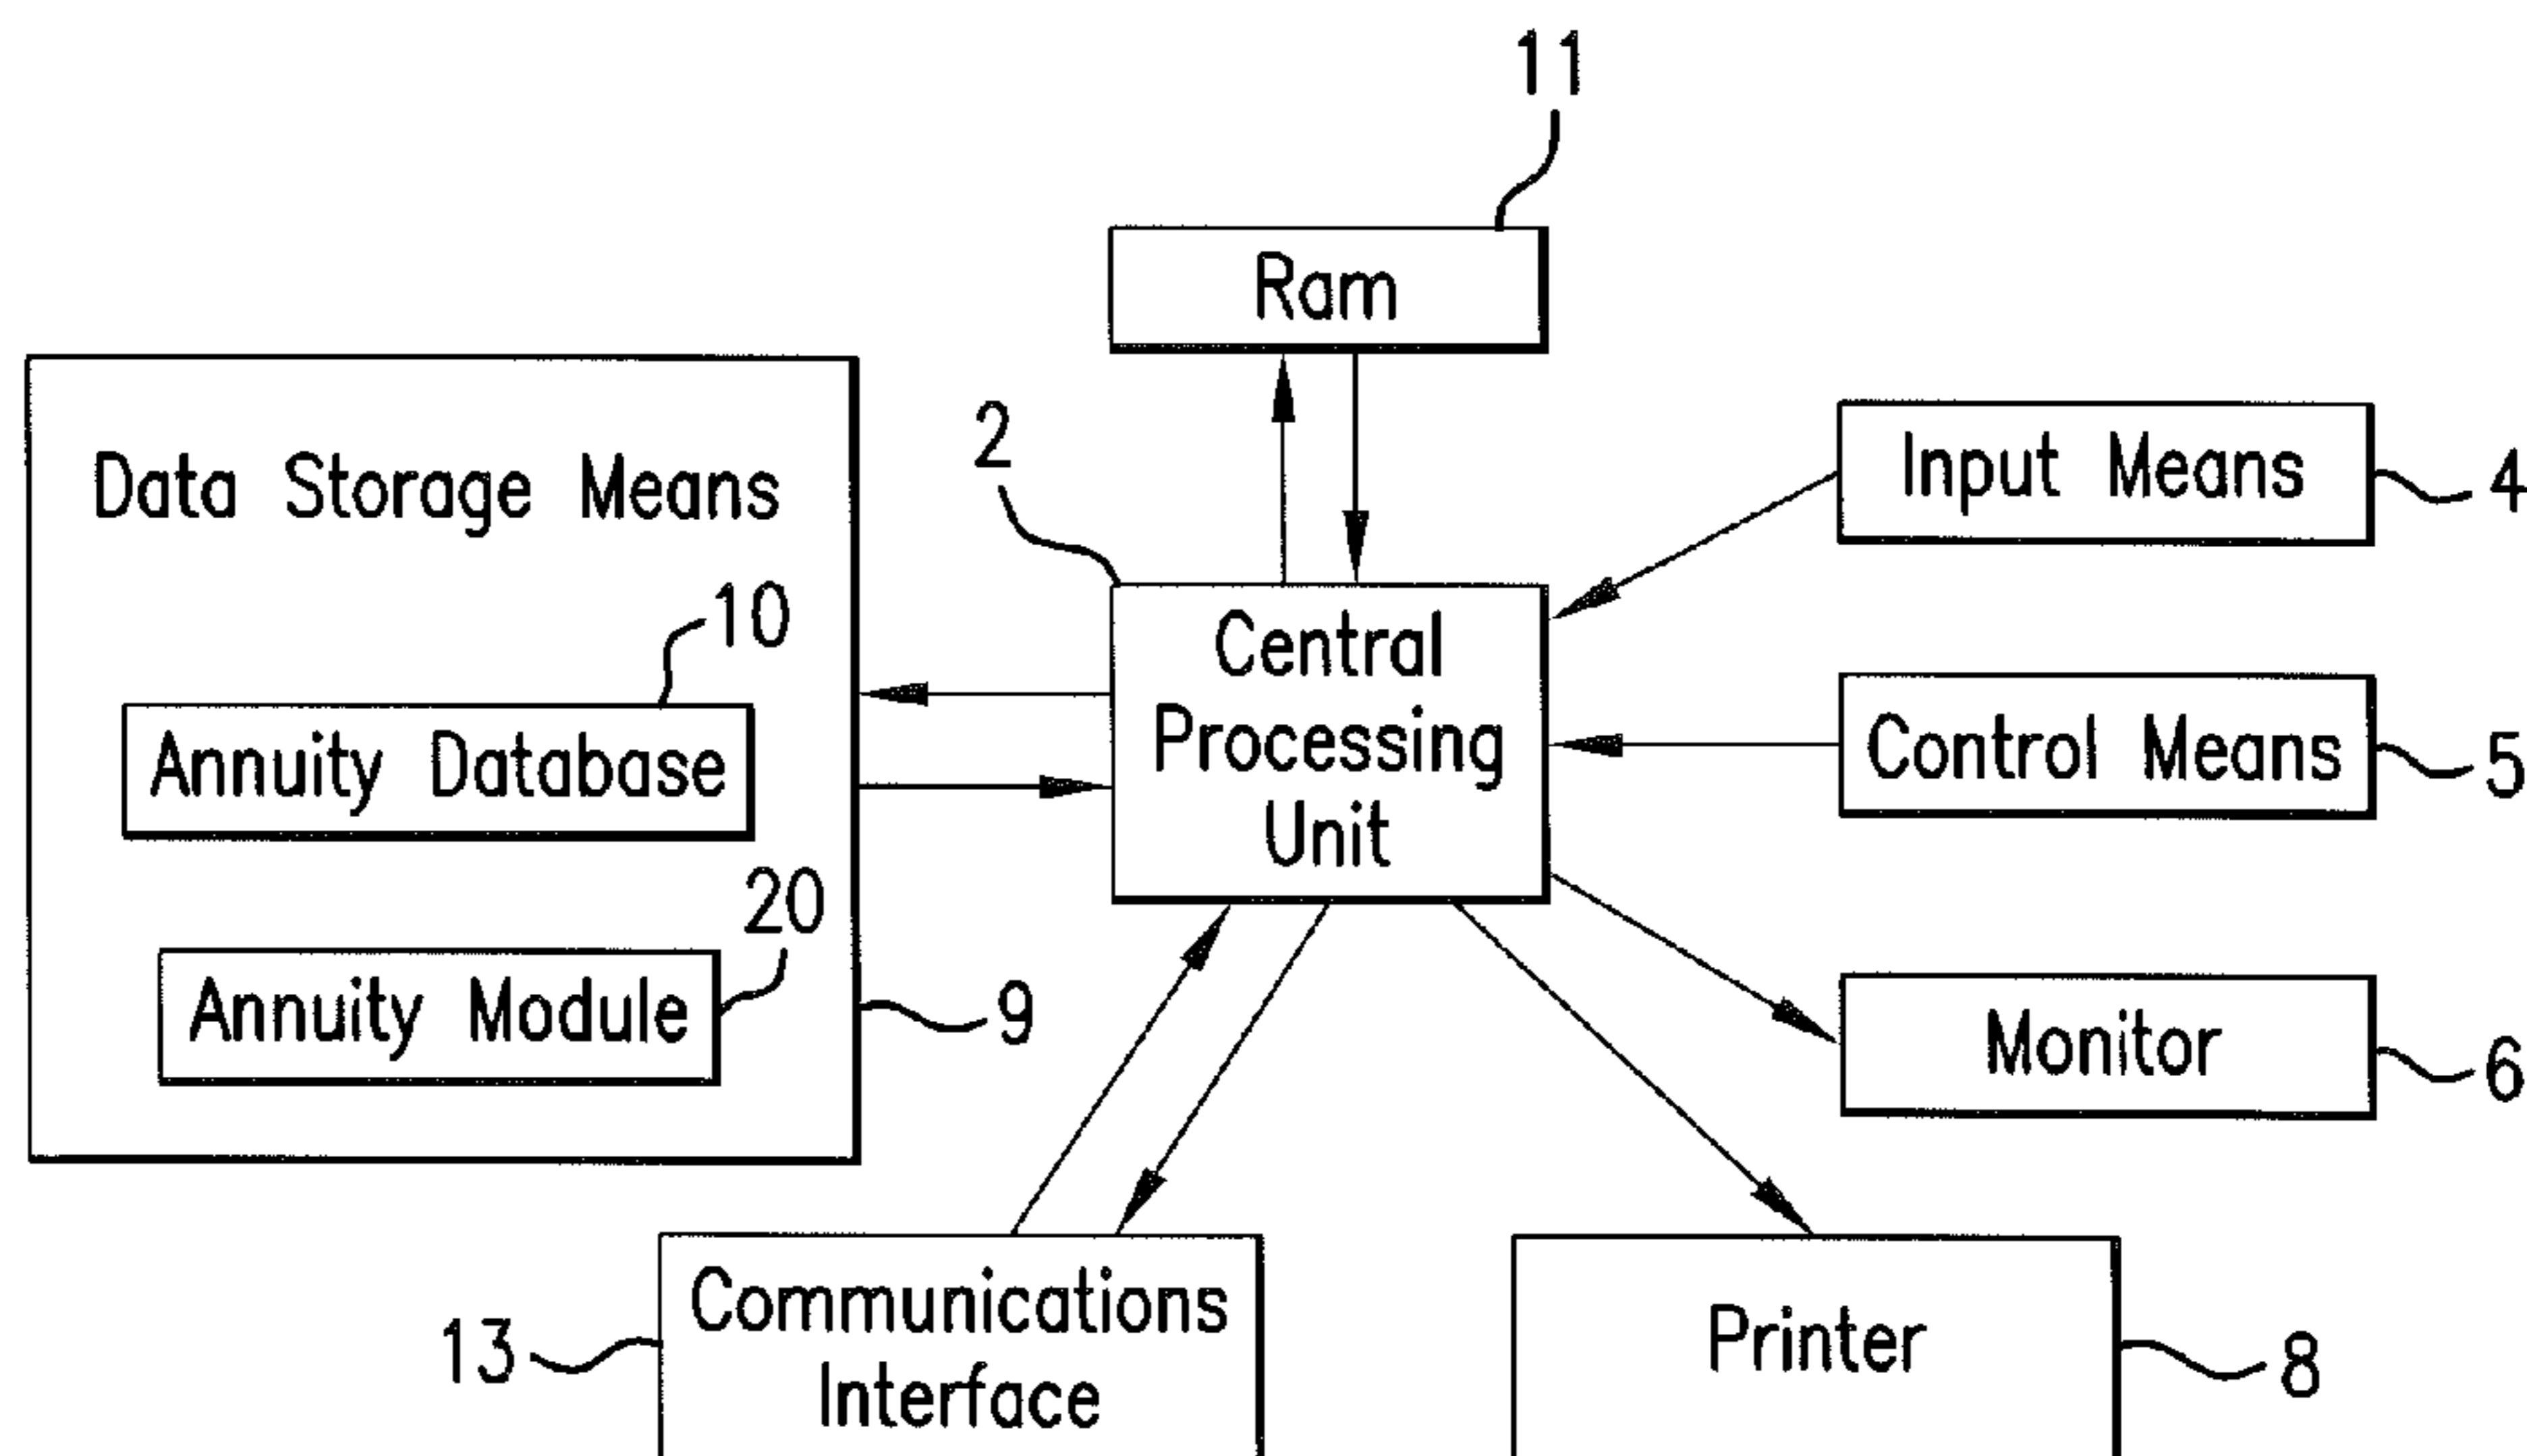 11
Ram
2
Data Storage Means
Input Means
4
10
Central
Processing
Unit
Annuity Database
Control Means
5
20
Annuity Module
9
Monitor
6
13
Communications
Interface
Printer
8